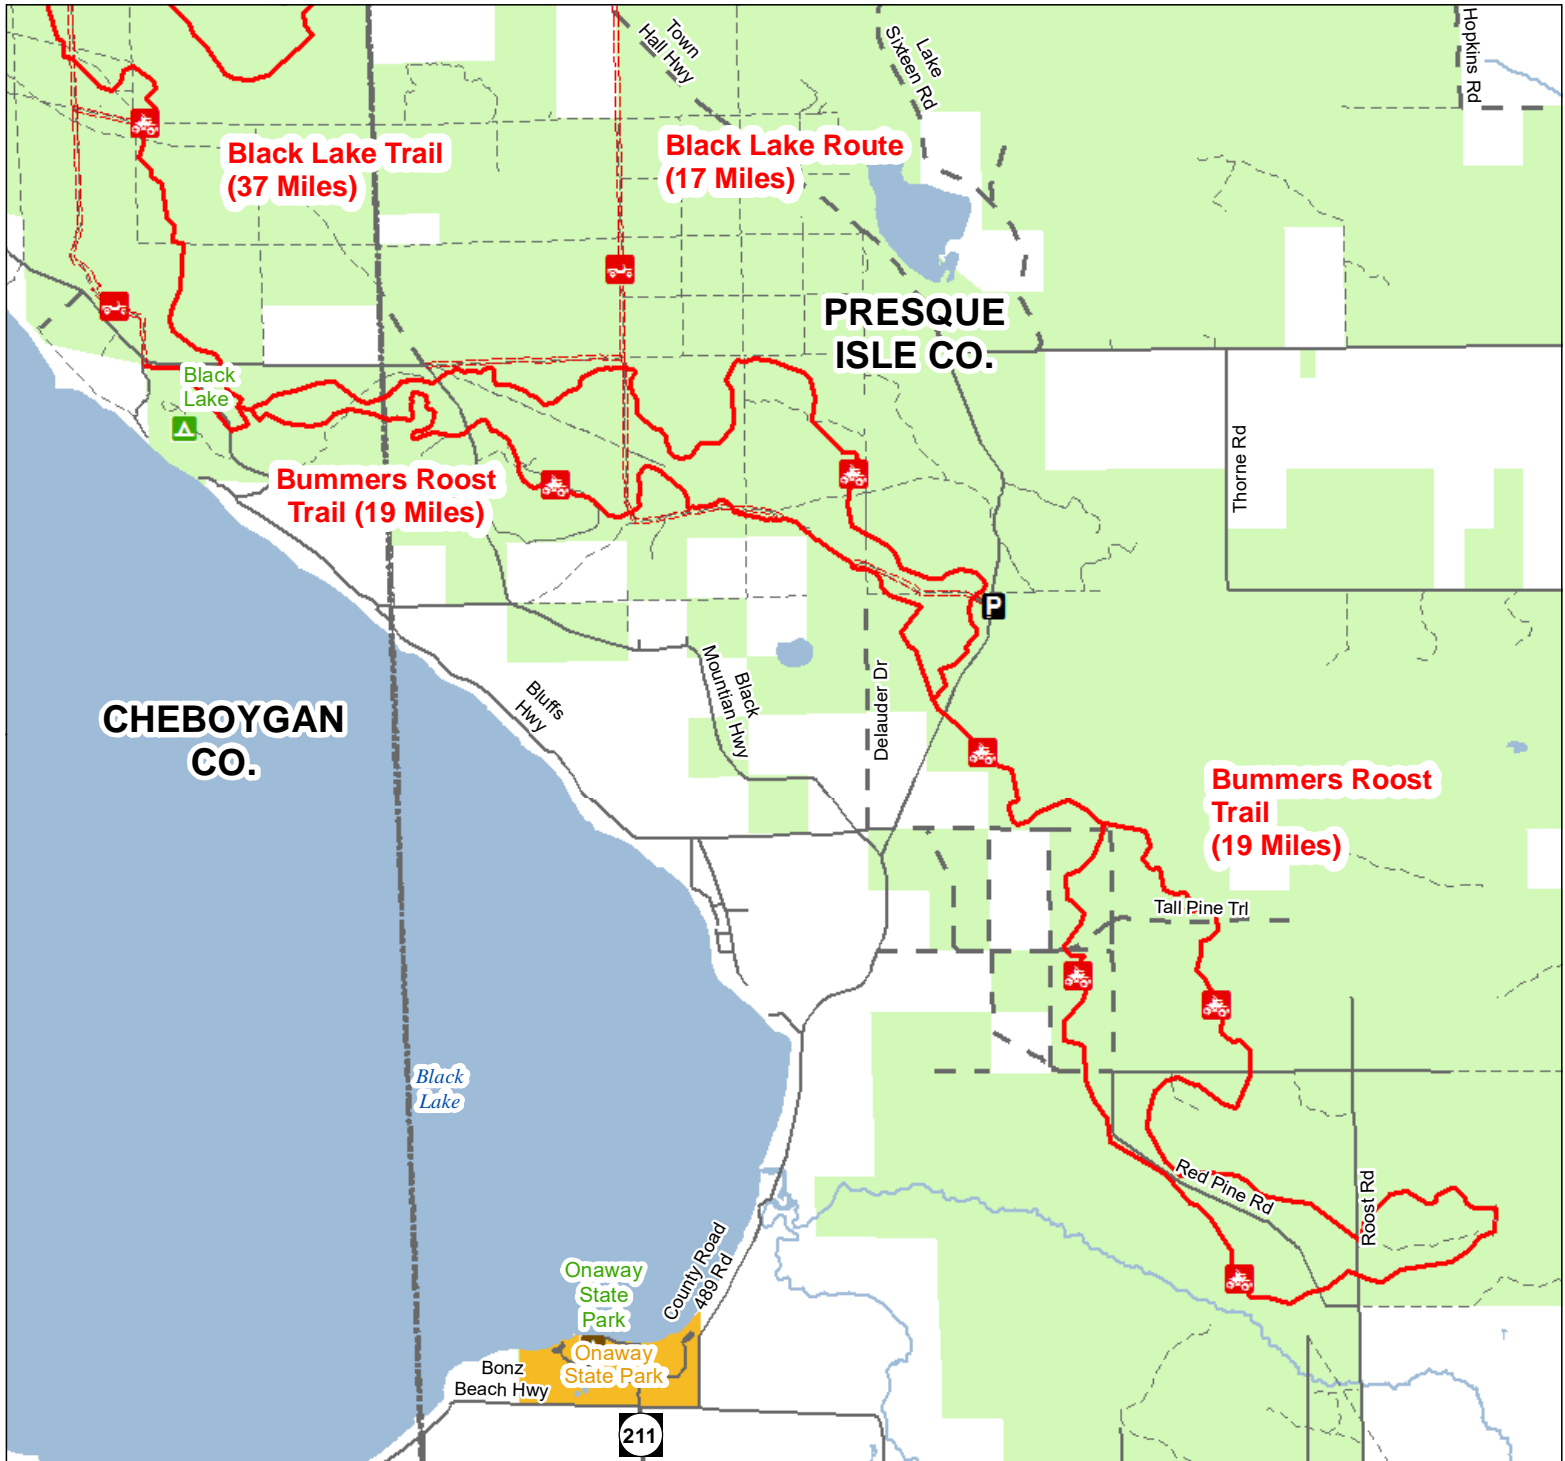 Town
Hall Hwy
Lake
Sixteen Rd
Hopkins Rd
Black Lake Trail
(37 Miles)
Black Lake Route
(17 Miles)
PRESQUE
ISLE CO.
Black
Lake
Thorne Rd
Bummers Roost
Trail (19 Miles)
P
Black
Mountian Hwy
Delauder Dr
Bluffs
Hwy
CHEBOYGAN
CO.
Bummers Roost
Trail
(19 Miles)
Tall Pine Trl
Black
Lake
Red Pine Rd
Roost Rd
County Road
489 Rd
Onaway
State
Park
Onaway
State Park
Bonz
Beach Hwy
211